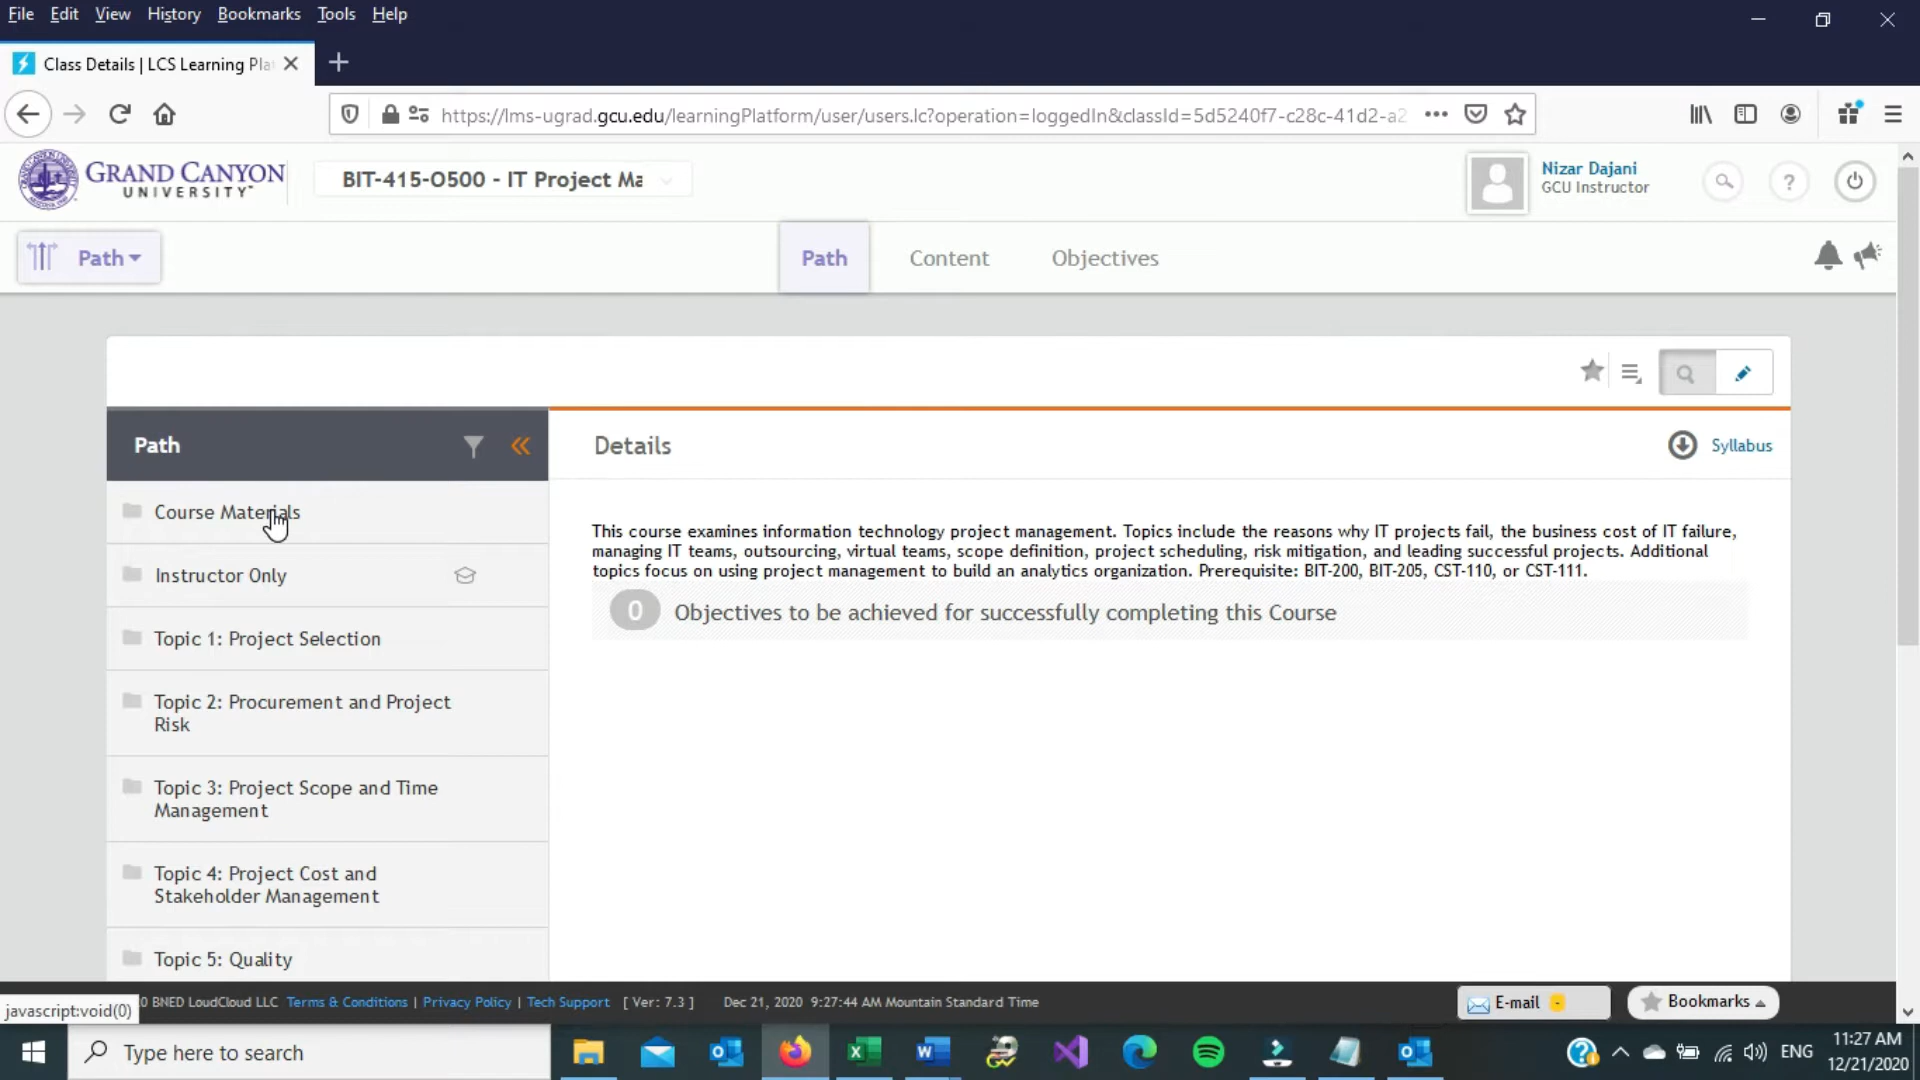 File Edit View History Bookmarks Tools Help
Class Details | LCS Learning Pla
https://lms-ugrad.gcu.edu/learningPlatform/user/users.lc?operation=loggedIn&classId=5d5240f7-c28c-41d2-a2
GRAND CANYON
UNIVERSITY
BIT-415-O500 - IT Project Ma
Nizar Dajani
GCU Instructor
?
Path
Path
Content
Objectives
Path
Details
Syllabus
Course Materials
Instructor Only
Topic 1: Project Selection
Topic 2: Procurement and Project
Risk
Topic 3: Project Scope and Time
Management
Topic 4: Project Cost and
Stakeholder Management
Topic 5: Quality
This course examines information technology project management. Topics include the reasons why IT projects fail, the business cost of IT failure,
managing IT teams, outsourcing, virtual teams, scope definition, project scheduling, risk mitigation, and leading successful projects. Additional
topics focus on using project management to build an analytics organization. Prerequisite: BIT-200, BIT-205, CST-110, or CST-111.
0 Objectives to be achieved for successfully completing this Course
javascript:void(0)
0 BNED LoudCloud LLC Terms & Conditions | Privacy Policy | Tech Support [ Ver: 7.3 ] Dec 21, 2020 9:27:44 AM Mountain Standard Time
E-mail -
Bookmarks
Type here to search
ENG
11:27 AM
12/21/2020